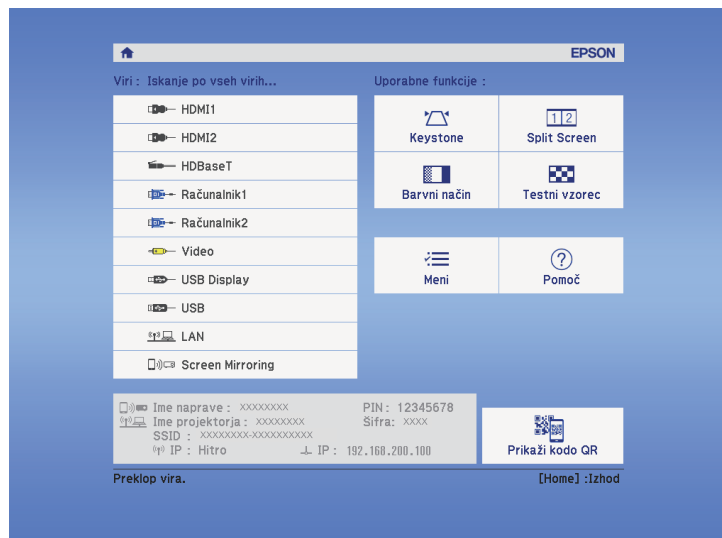 EPSON
Viri : Iskanje po vseh virih...
HDMI1
HDMI2
HDBaseT
Računalnik1
Računalnik2
Video
USB Display
USB
LAN
Screen Mirroring
Uporabne funkcije :
Keystone
1 2
Split Screen
Barvni način
Testni vzorec
Meni
?
Pomoč
Ime naprave : XXXXXXXX PIN : 12345678
Ime projektorja : XXXXXXXX Šifra: XXXX
SSID : XXXXXXXX-XXXXXXXXXX
IP : Hitro IP : 192.168.200.100
Prikaži kodo QR
Preklop vira. [Home] :Izhod